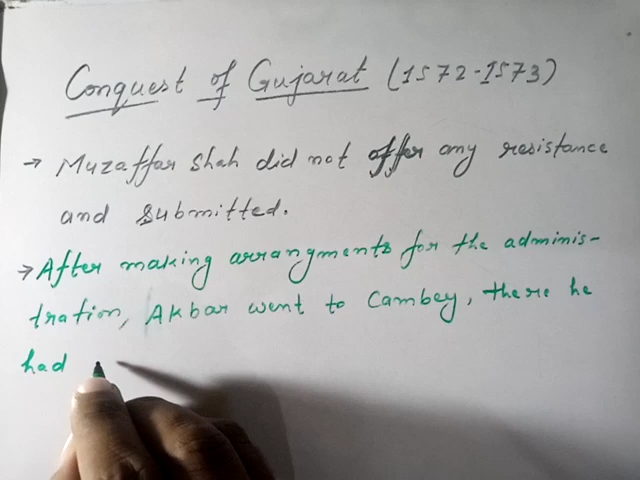 Conquest of Gujarat (1572-1573)
→ Muzaffar Shah did not offer any resistance
and submitted.
→ After making arrangments for the adminis-
tration, Akbar went to Cambey, there he
had